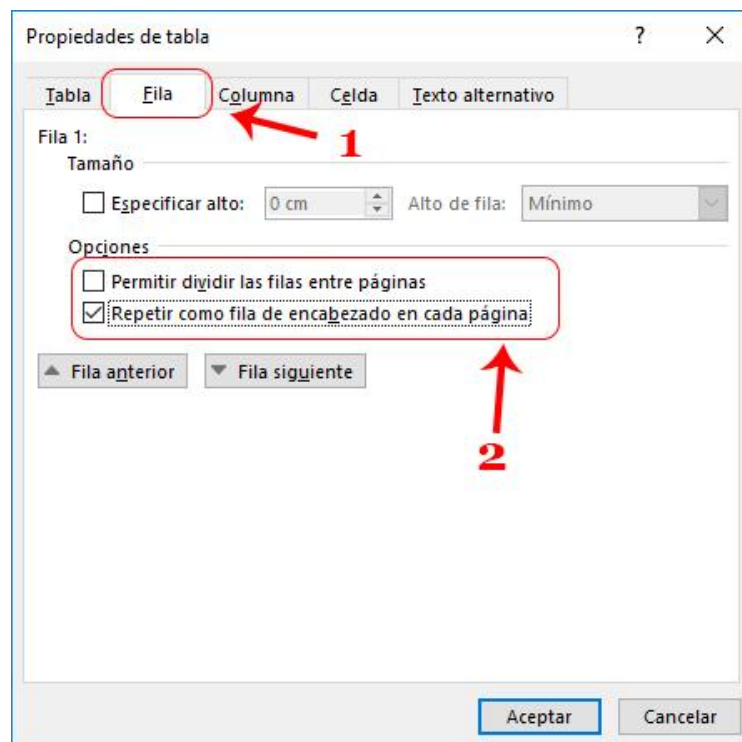 Propiedades de tabla ?
Tabla Fila Columna Celda Texto alternativo
1
Fila 1:
Tamaño
Especificar alto: 0 cm Alto de fila: Mínimo
Opciones
Permitir dividir las filas entre páginas
Repetir como fila de encabezado en cada página
Fila anterior Fila siguiente
2
Aceptar Cancelar